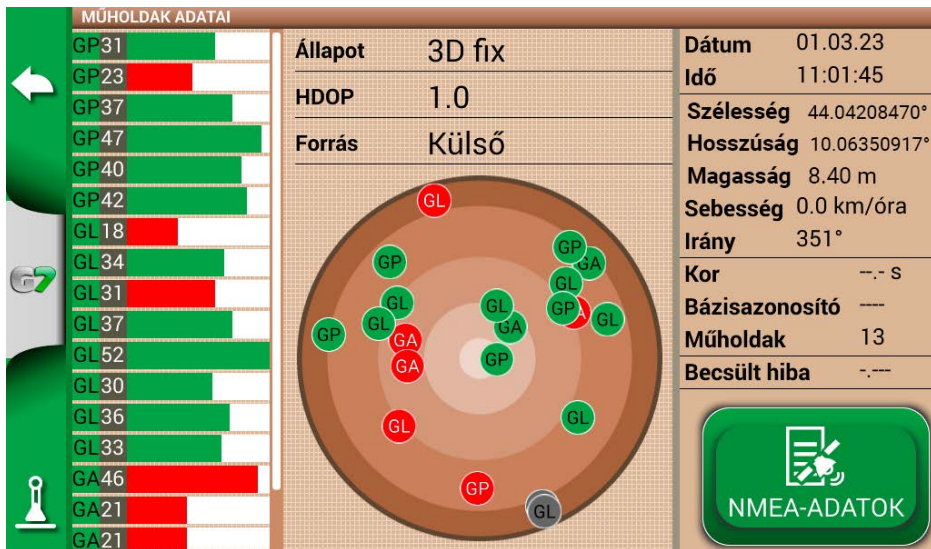 MŰHOLDAK ADATAI
GP31
GP23
GP37
GP47
GP40
GP42
GL18
GL34
GL31
GL37
GL52
GL30
GL36
GL33
GA46
GA21
GA21
G7
Állapot 3D fix
HDOP 1.0
Forrás Külső
GL
GP
GP
GA
GL
GL
GL
GP
GL
GL
GP
GA
GA
GP
GA
GL
GL
GP
GL
Dátum 01.03.23
Idő 11:01:45
Szélesség 44.04208470°
Hosszúság 10.06350917°
Magasság 8.40 m
Sebesség 0.0 km/óra
Irány 351°
Kor --.- s
Bázisazonosító ----
Műholdak 13
Becsült hiba -.---
NMEA-ADATOK